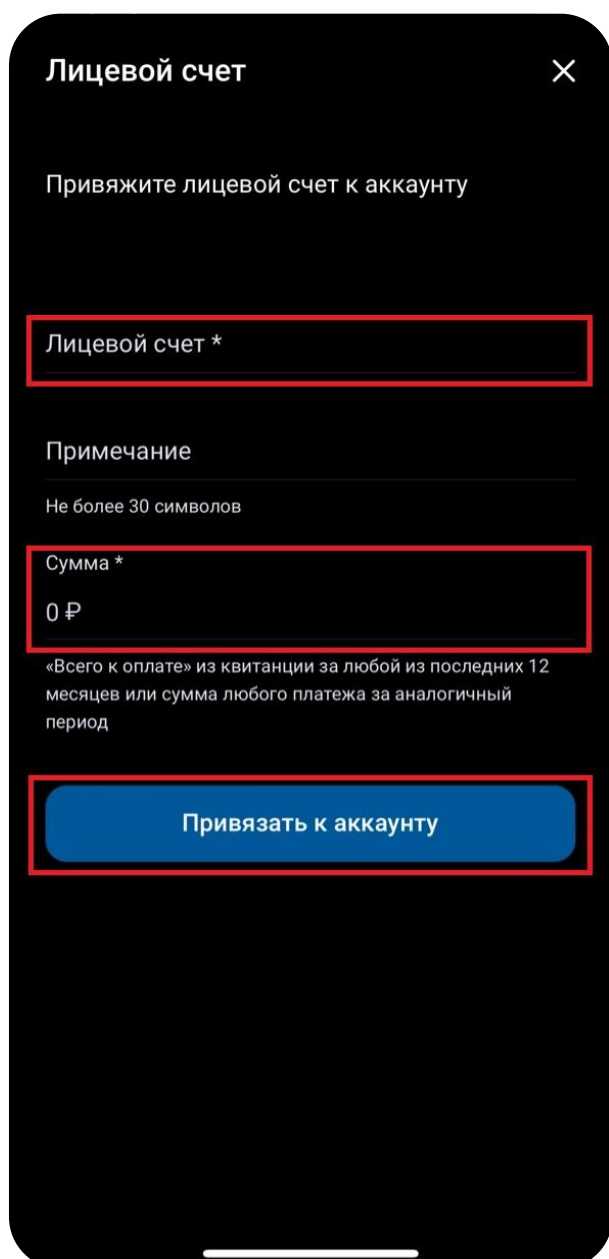 Лицевой счет
Привяжите лицевой счет к аккаунту
Лицевой счет *
Примечание
Не более 30 символов
Сумма *
0 ₽
«Всего к оплате» из квитанции за любой из последних 12
месяцев или сумма любого платежа за аналогичный
период
Привязать к аккаунту